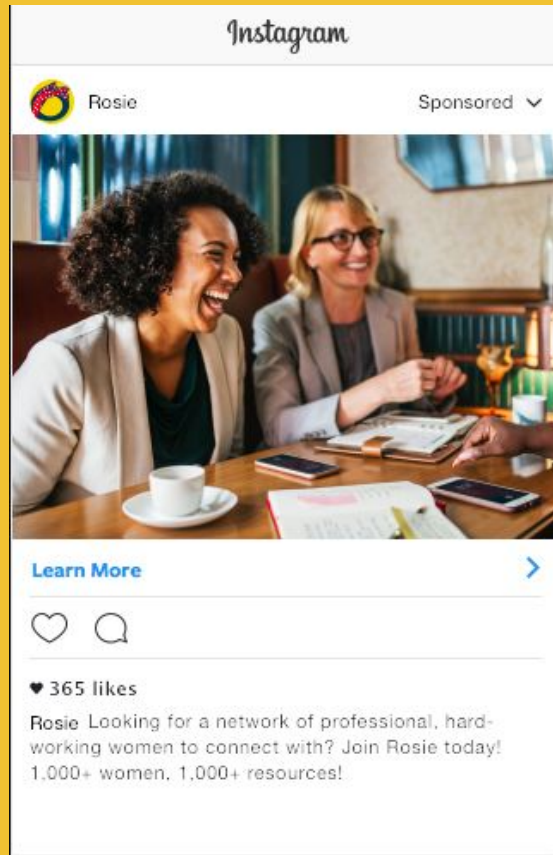 Instagram
Rosie
Sponsored
Learn More
365 likes
Rosie Looking for a network of professional, hard-
working women to connect with? Join Rosie today!
1,000+ women, 1,000+ resources!